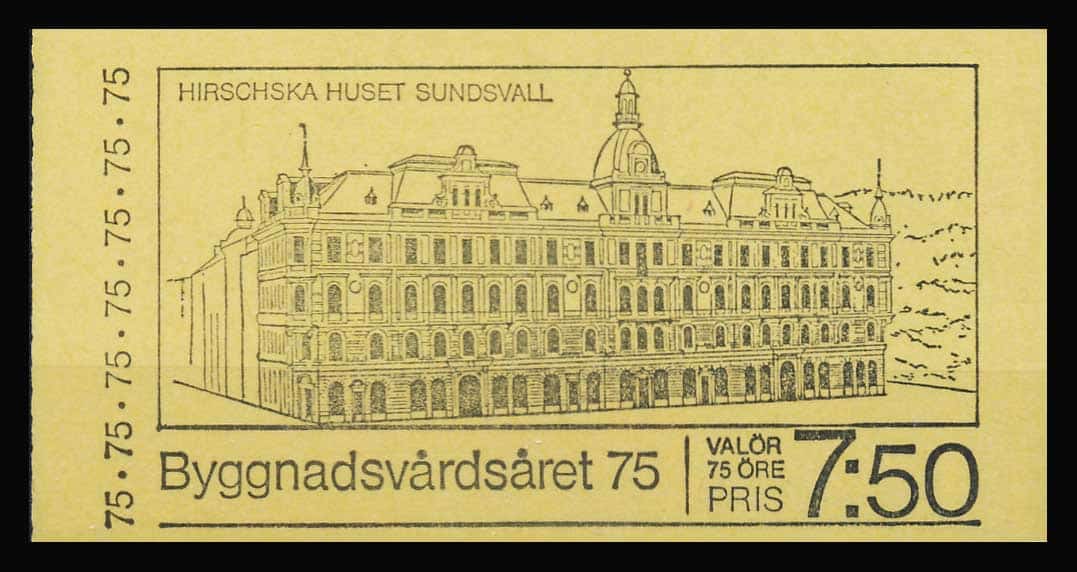 75 • 75 • 75 • 75 • 75 • 75 • 75
HIRSCHSKA HUSET SUNDSVALL
Byggnadsvårdsåret 75
VALÖR
75 ÖRE
PRIS
7:50